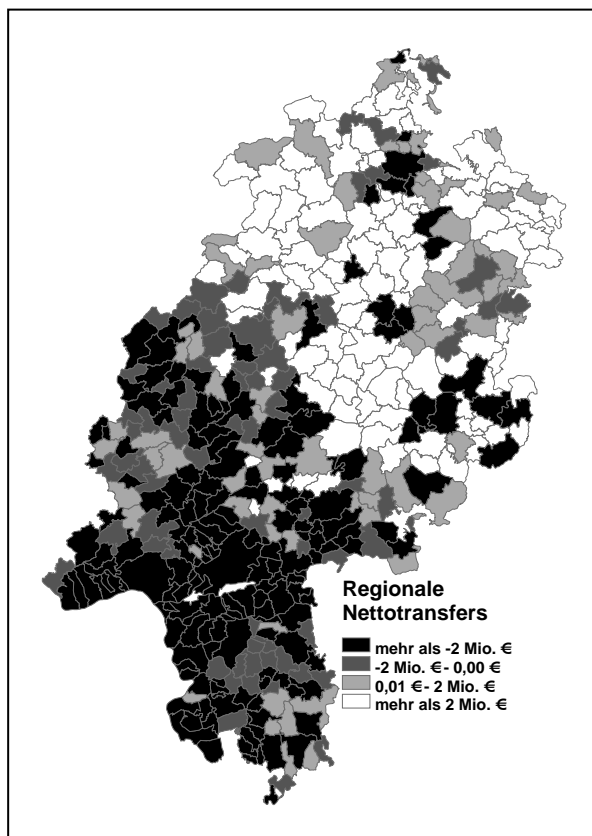 Regionale
Nettotransfers
mehr als -2 Mio. €
-2 Mio. €- 0,00 €
0,01 €- 2 Mio. €
mehr als 2 Mio. €